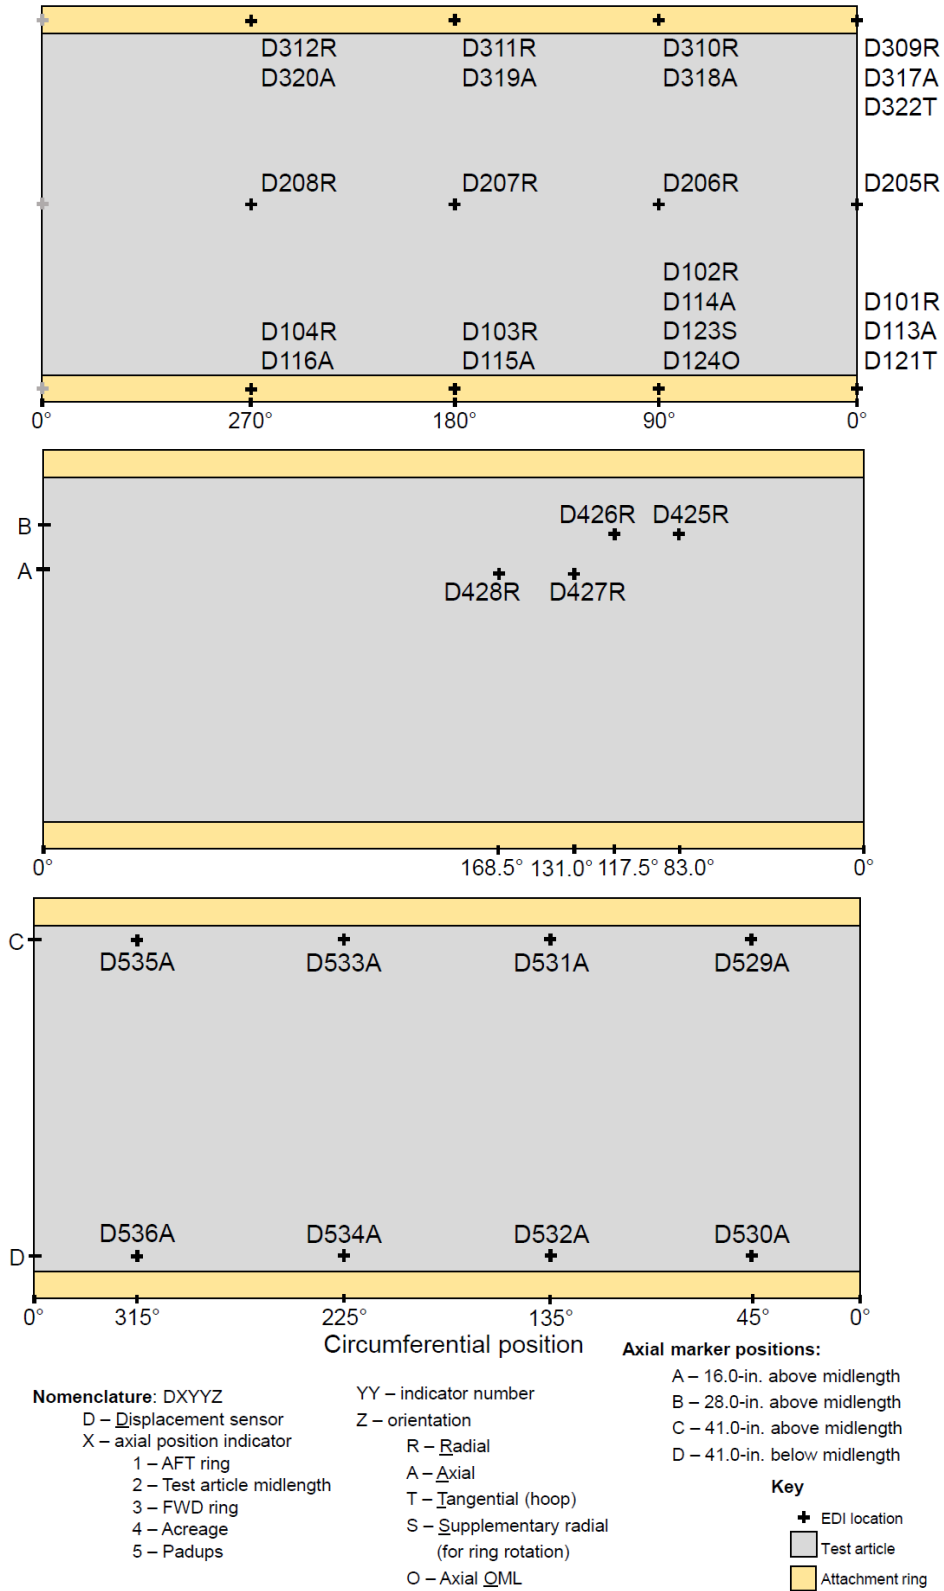 D312R D311R D310R D309R
D320A D319A D318A D317A
D322T
D208R D207R D206R D205R
D102R
D114A D101R
D104R D103R D123S D113A
D116A D115A D124O D121T
0° 270° 180° 90° 0°
B
A
D426R D425R
D428R D427R
0° 168.5° 131.0° 117.5° 83.0° 0°
C
D535A D533A D531A D529A
D536A D534A D532A D530A
D
0° 315° 225° 135° 45° 0°
Circumferential position
Nomenclature: DXYYZ
D – Displacement sensor
X – axial position indicator
1 – AFT ring
2 – Test article midlength
3 – FWD ring
4 – Acreage
5 – Padups
YY – indicator number
Z – orientation
R – Radial
A – Axial
T – Tangential (hoop)
S – Supplementary radial
(for ring rotation)
O – Axial OML
Axial marker positions:
A – 16.0-in. above midlength
B – 28.0-in. above midlength
C – 41.0-in. above midlength
D – 41.0-in. below midlength
Key
EDI location
Test article
Attachment ring